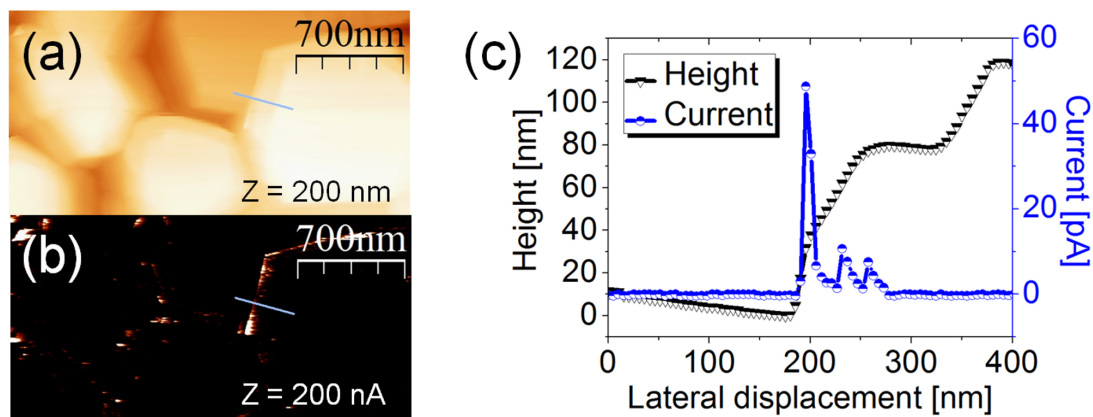 (a)
700nm
Z = 200 nm
(b)
700nm
Z = 200 nA
(c)
Height
Current
Height [nm]
120
100
80
60
40
20
0
0
100
200
300
400
Lateral displacement [nm]
60
40
20
0
Current [pA]